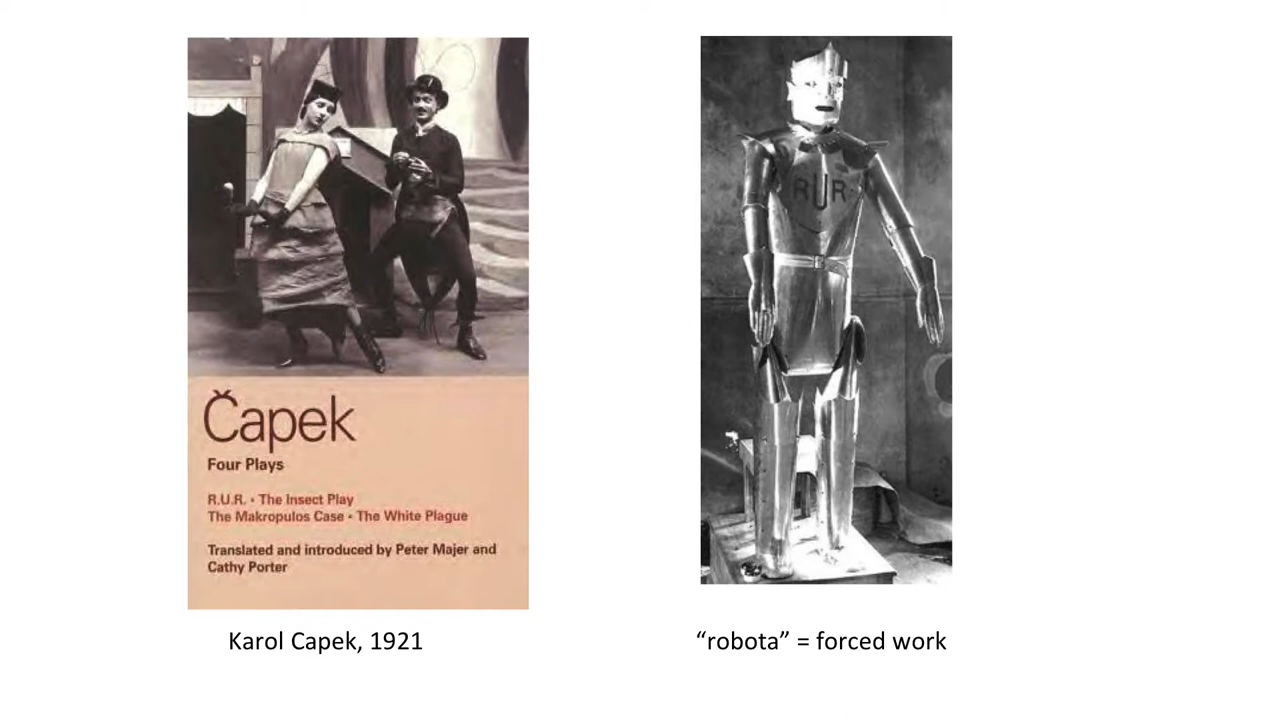 Čapek
Four Plays
R.U.R. • The Insect Play
The Makropulos Case • The White Plague
Translated and introduced by Peter Majer and
Cathy Porter
Karol Capek, 1921
RUR
“robota” = forced work